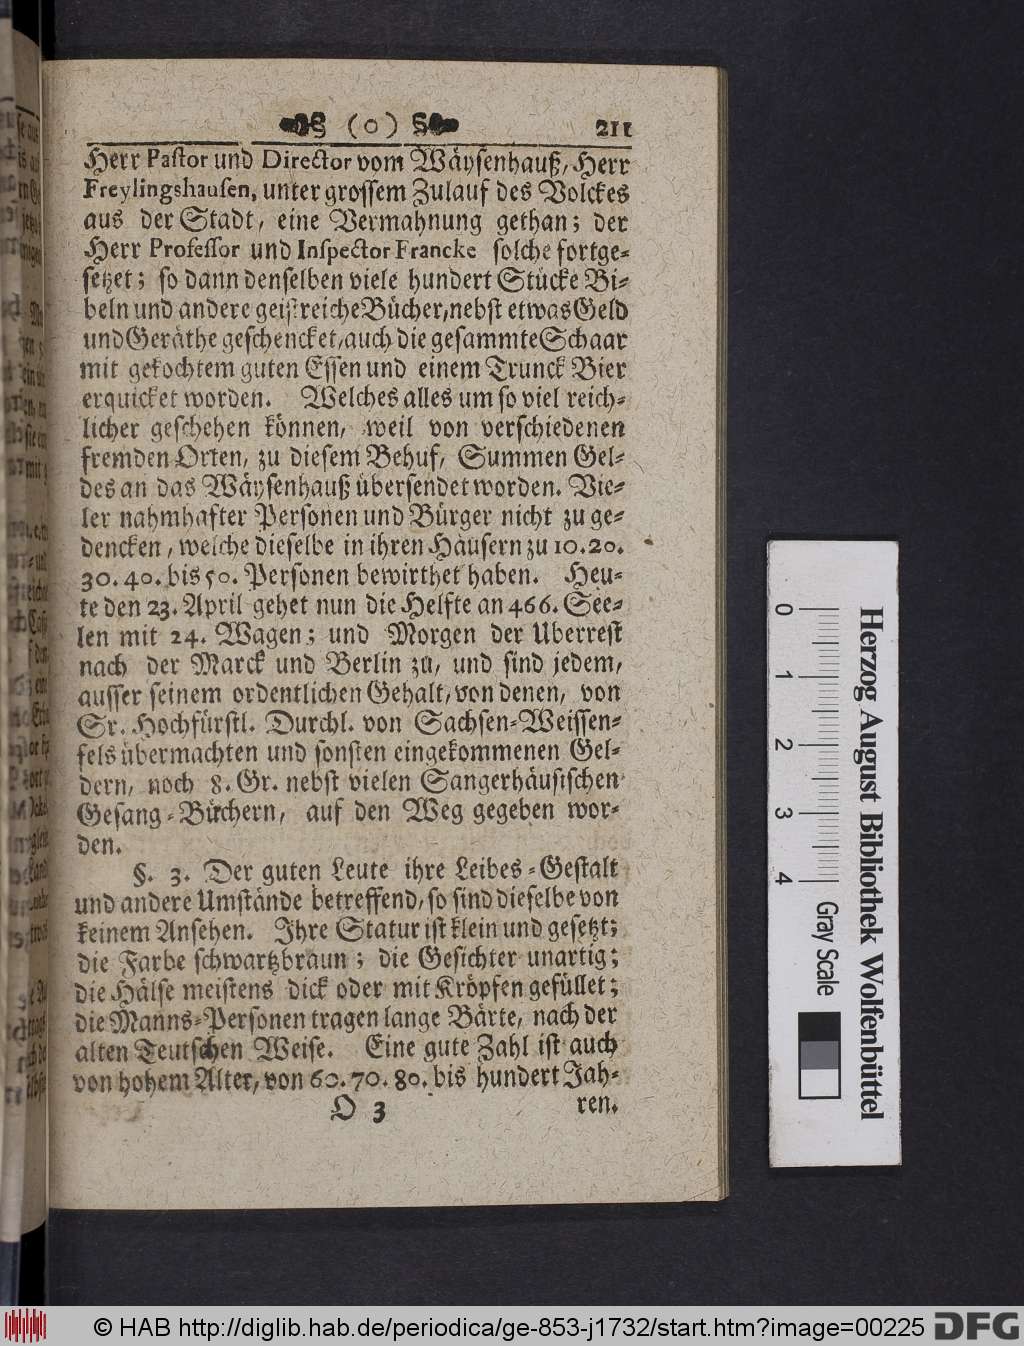 ( o ) 211
Herr Pastor und Director vom Wäysenhauß, Herr
Freylingshausen, unter grossem Zulauf des Volckes
aus der Stadt, eine Vermahnung gethan; der
Herr Professor und Inspector Francke solche fortge-
setzet; so dann denselben viele hundert Stücke Bi-
beln und andere geistreiche Bücher, nebst etwas Geld
und Geräthe geschencket, auch die gesammte Schaar
mit gekochtem guten Essen und einem Trunck Bier
erquicket worden. Welches alles um so viel reich-
licher geschehen können, weil von verschiedenen
fremden Orten, zu diesem Behuf, Summen Gel-
des an das Wäysenhauß übersendet worden. Vie-
ler nahmhafter Personen und Bürger nicht zu ge-
dencken, welche dieselbe in ihren Häusern zu 10. 20.
30. 40. bis 50. Personen bewirthet haben. Heu-
te den 23. April gehet nun die Helfte an 466. See-
len mit 24. Wagen; und Morgen der Uberrest
nach der Marck und Berlin zu, und sind jedem,
ausser seinem ordentlichen Gehalt, von denen, von
Sr. Hochfürstl. Durchl. von Sachsen-Weissen-
fels übermachten und sonsten eingekommenen Gel-
dern, noch 8. Gr. nebst vielen Sangerhäusischen
Gesang-Büchern, auf den Weg gegeben wor-
den.
§. 3. Der guten Leute ihre Leibes-Gestalt
und andere Umstände betreffend, so sind dieselbe von
keinem Ansehen. Ihre Statur ist klein und gesetzt;
die Farbe schwartzbraun; die Gesichter unartig;
die Hälse meistens dick oder mit Kröpfen gefüllet;
die Manns-Personen tragen lange Bärte, nach der
alten Teutschen Weise. Eine gute Zahl ist auch
von hohem Alter, von 60. 70. 80. bis hundert Jah-
O 3 ren.
0 1 2 3 4 Gray Scale
Herzog August Bibliothek Wolfenbüttel
© HAB http://diglib.hab.de/periodica/ge-853-j1732/start.htm?image=00225 DFG